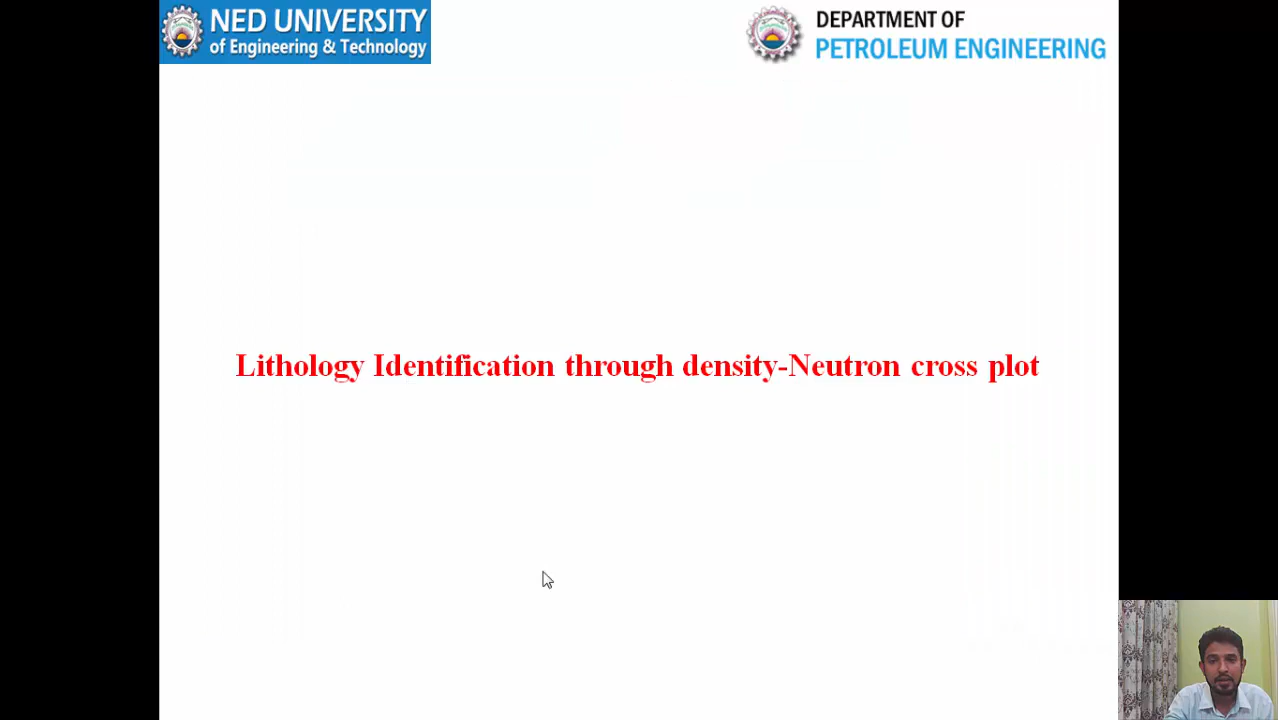 NED UNIVERSITY
of Engineering & Technology
DEPARTMENT OF
PETROLEUM ENGINEERING
Lithology Identification through density-Neutron cross plot